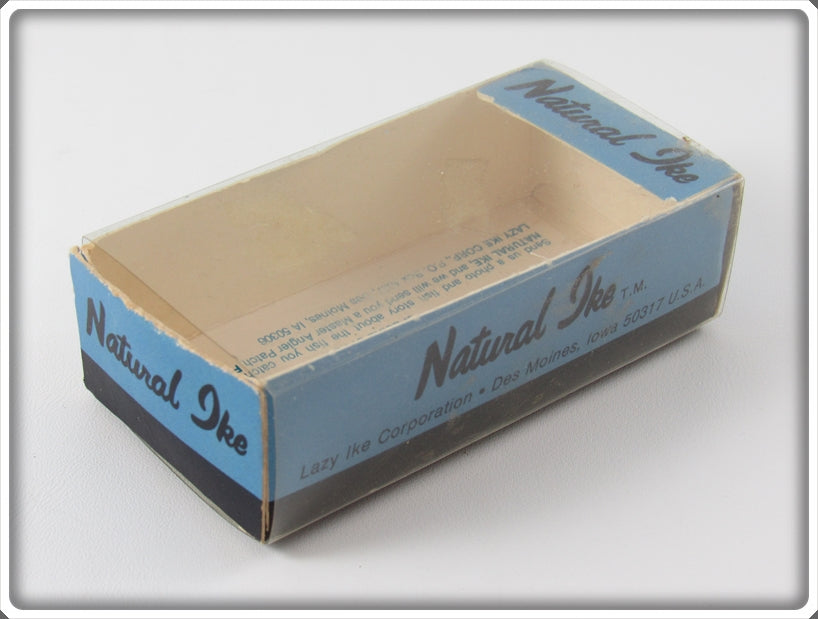 Natural Ike
Natural Ike
Natural Ike T.M.
Lazy Ike Corporation • Des Moines, Iowa 50317 U.S.A.
Send us a photo and fish story about the fish you catch
NATURAL IKE, and we will send you a Master Angler Patch
LAZY IKE CORP., P.O. Box Des Moines, IA 50306